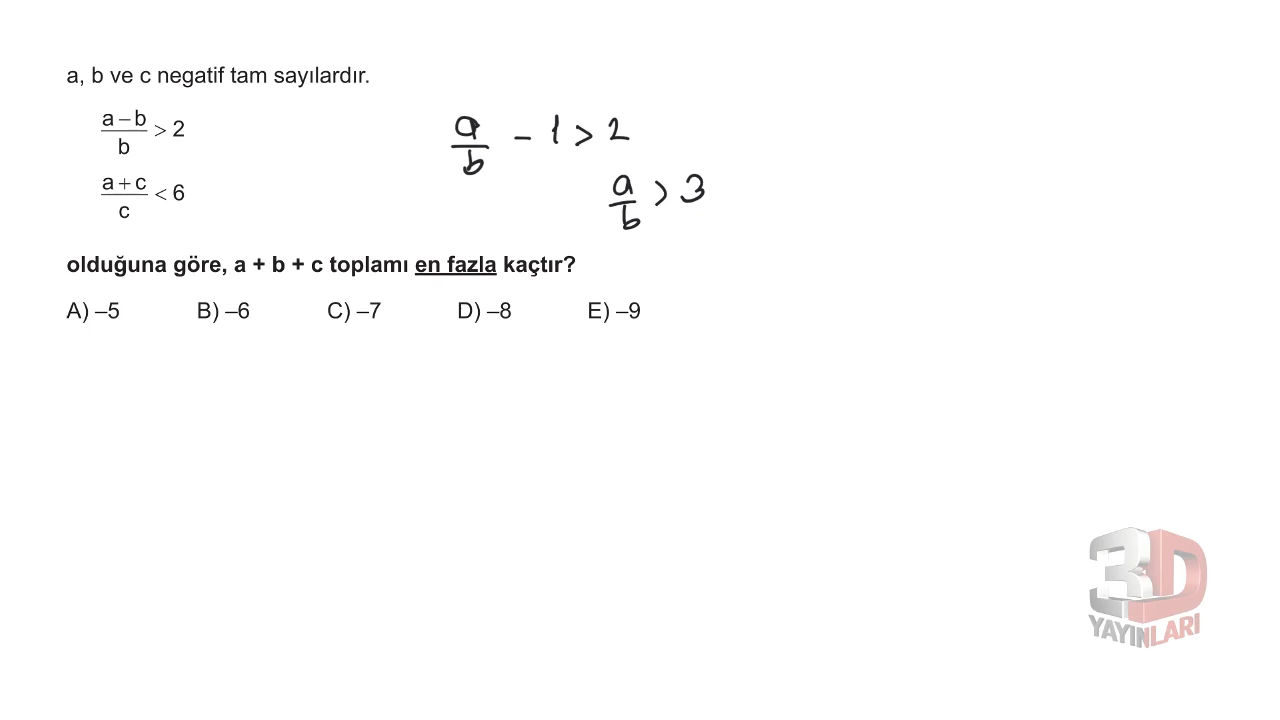 a, b ve c negatif tam sayılardır.
a – b
b
> 2
a + c
c
< 6
a
b
– 1 > 2
a
b
> 3
olduğuna göre, a + b + c toplamı en fazla kaçtır?
A) –5 B) –6 C) –7 D) –8 E) –9
3D
YAYINLARI